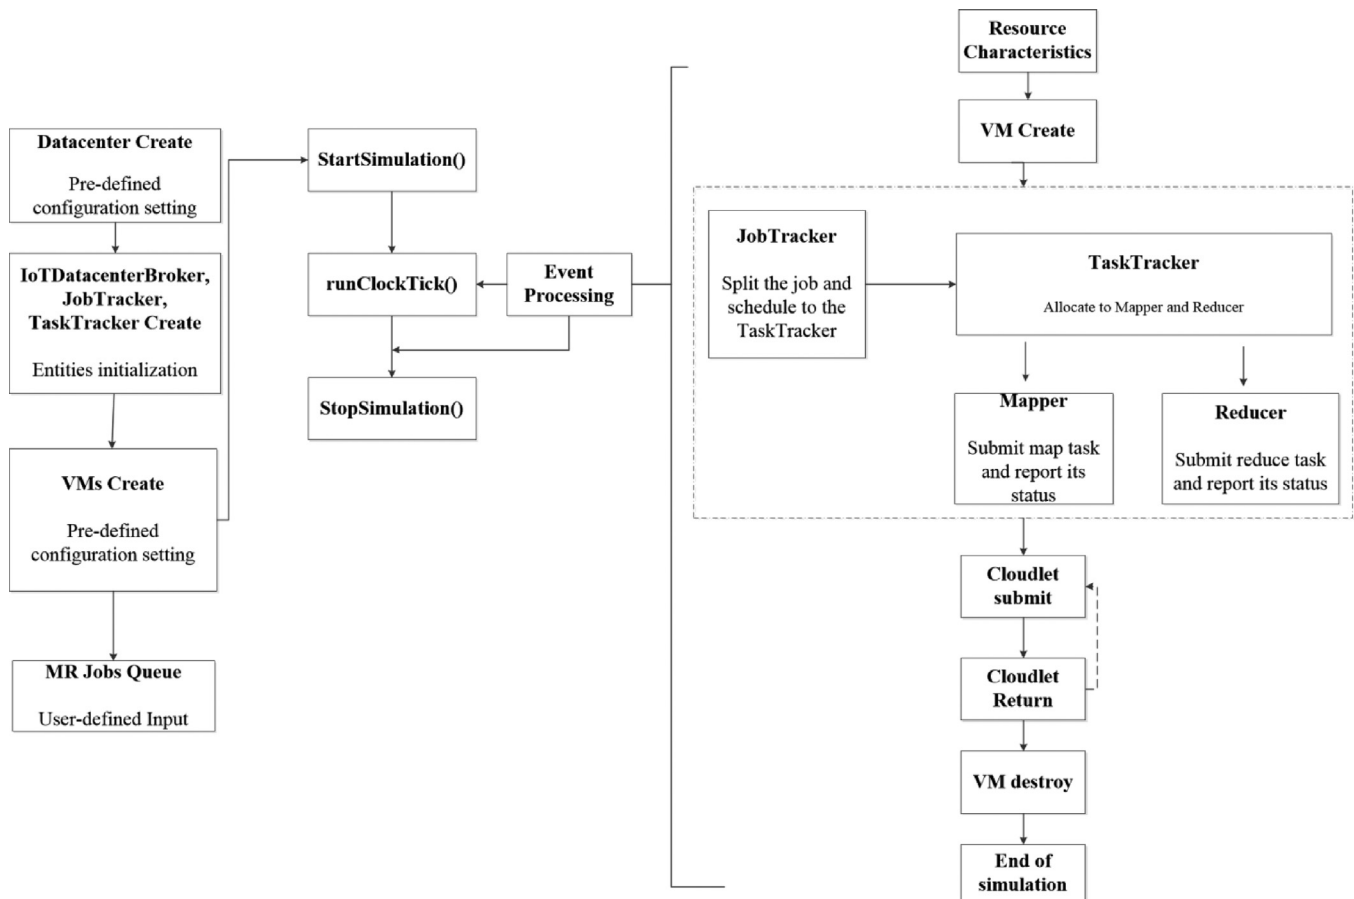 Datacenter Create
Pre-defined
configuration setting
IoTDatacenterBroker,
JobTracker,
TaskTracker Create
Entities initialization
VMs Create
Pre-defined
configuration setting
MR Jobs Queue
User-defined Input
StartSimulation()
runClockTick()
StopSimulation()
Event
Processing
Resource
Characteristics
VM Create
JobTracker
Split the job and
schedule to the
TaskTracker
TaskTracker
Allocate to Mapper and Reducer
Mapper
Submit map task
and report its
status
Reducer
Submit reduce task
and report its status
Cloudlet
submit
Cloudlet
Return
VM destroy
End of
simulation